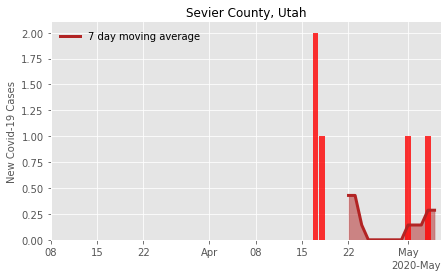 Sevier County, Utah
7 day moving average
New Covid-19 Cases
2.00
1.75
1.50
1.25
1.00
0.75
0.50
0.25
0.00
08 15 22 Apr 08 15 22 May
2020-May